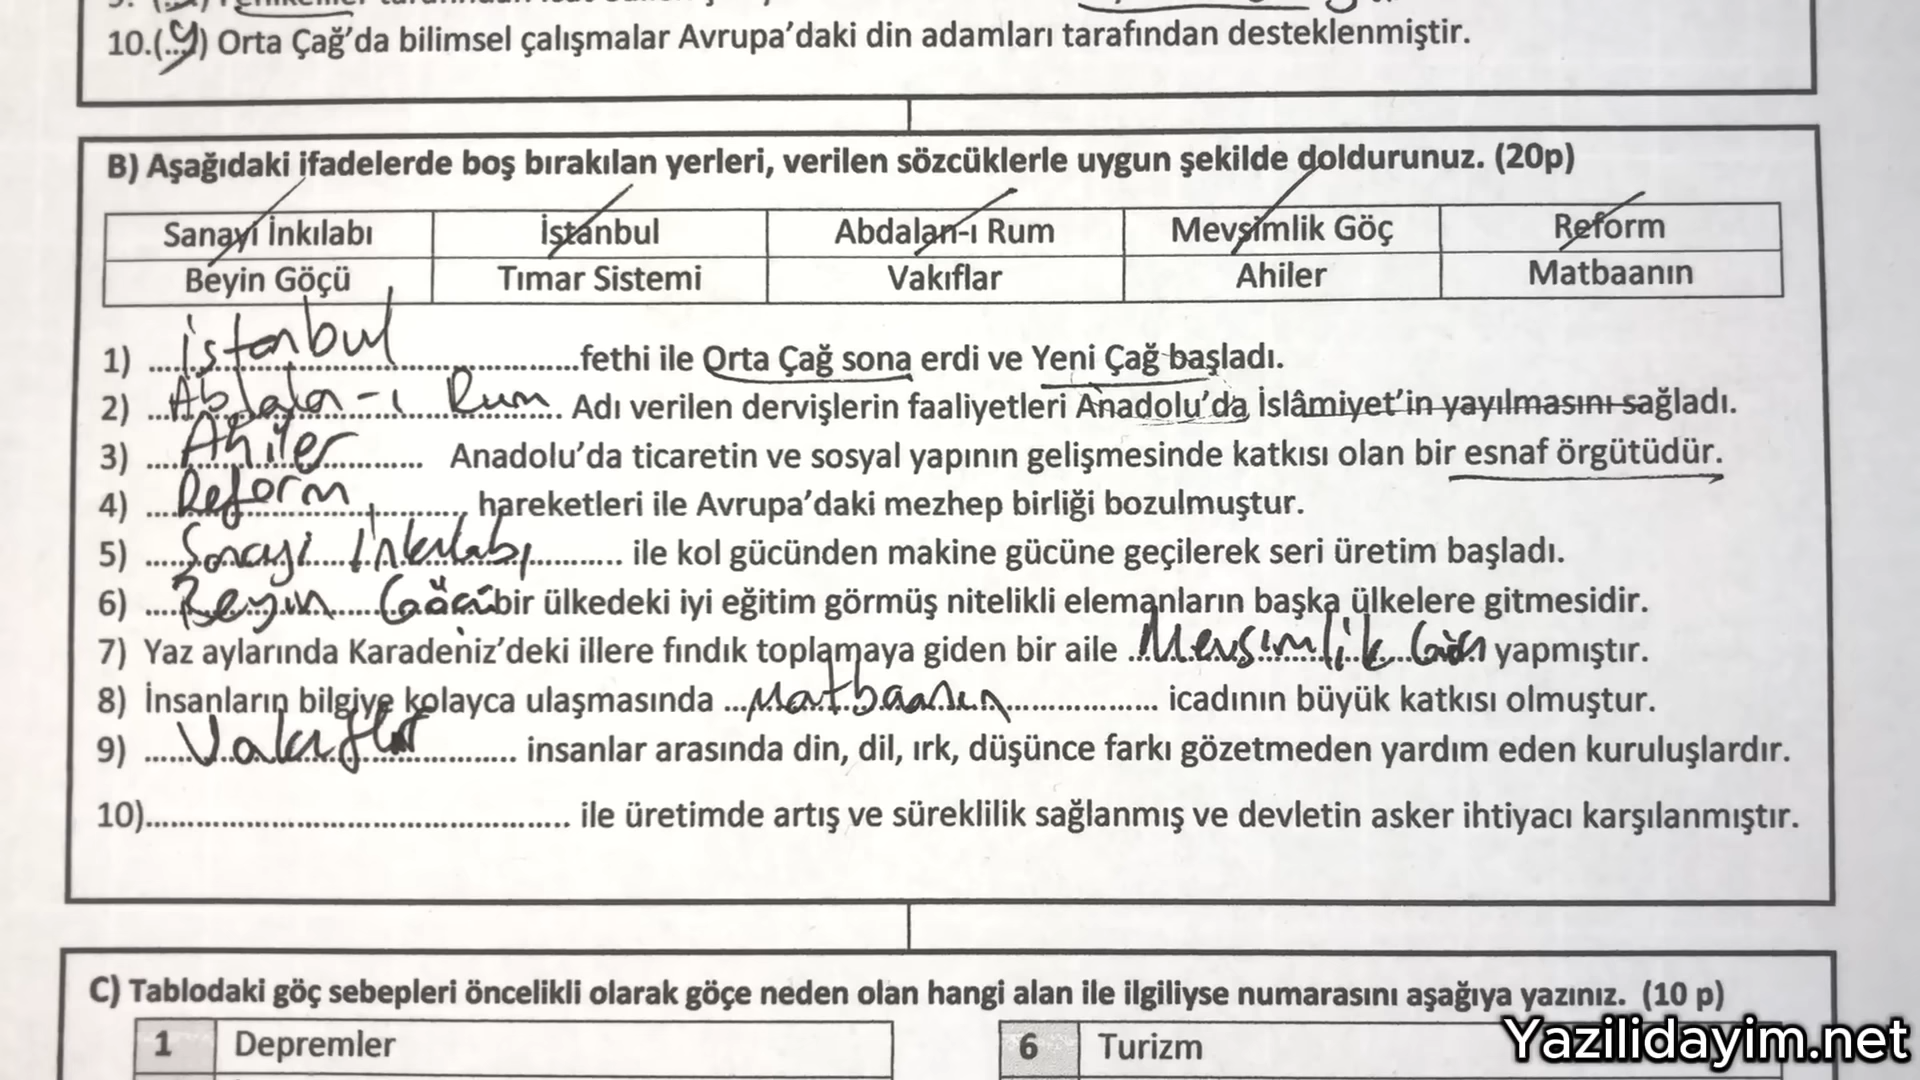 10.(y) Orta Çağ'da bilimsel çalışmalar Avrupa'daki din adamları tarafından desteklenmiştir.
B) Aşağıdaki ifadelerde boş bırakılan yerleri, verilen sözcüklerle uygun şekilde doldurunuz. (20p)
Sanayi İnkılabı İstanbul Abdalan-ı Rum Mevsimlik Göç Reform
Beyin Göçü Tımar Sistemi Vakıflar Ahiler Matbaanın
1) istanbul fethi ile Orta Çağ sona erdi ve Yeni Çağ başladı.
2) Abdalan-ı Rum Adı verilen dervişlerin faaliyetleri Anadolu'da İslâmiyet'in yayılmasını sağladı.
3) Ahiler Anadolu'da ticaretin ve sosyal yapının gelişmesinde katkısı olan bir esnaf örgütüdür.
4) Reform hareketleri ile Avrupa'daki mezhep birliği bozulmuştur.
5) Sanayi İnkılabı ile kol gücünden makine gücüne geçilerek seri üretim başladı.
6) Beyin Göçü bir ülkedeki iyi eğitim görmüş nitelikli elemanların başka ülkelere gitmesidir.
7) Yaz aylarında Karadeniz'deki illere fındık toplamaya giden bir aile Mevsimlik Göç yapmıştır.
8) İnsanların bilgiye kolayca ulaşmasında Matbaanın icadının büyük katkısı olmuştur.
9) Vakıflar insanlar arasında din, dil, ırk, düşünce farkı gözetmeden yardım eden kuruluşlardır.
10)............................................ ile üretimde artış ve süreklilik sağlanmış ve devletin asker ihtiyacı karşılanmıştır.
C) Tablodaki göç sebepleri öncelikli olarak göçe neden olan hangi alan ile ilgiliyse numarasını aşağıya yazınız. (10 p)
1 Depremler
6 Turizm
Yazilidayim.net